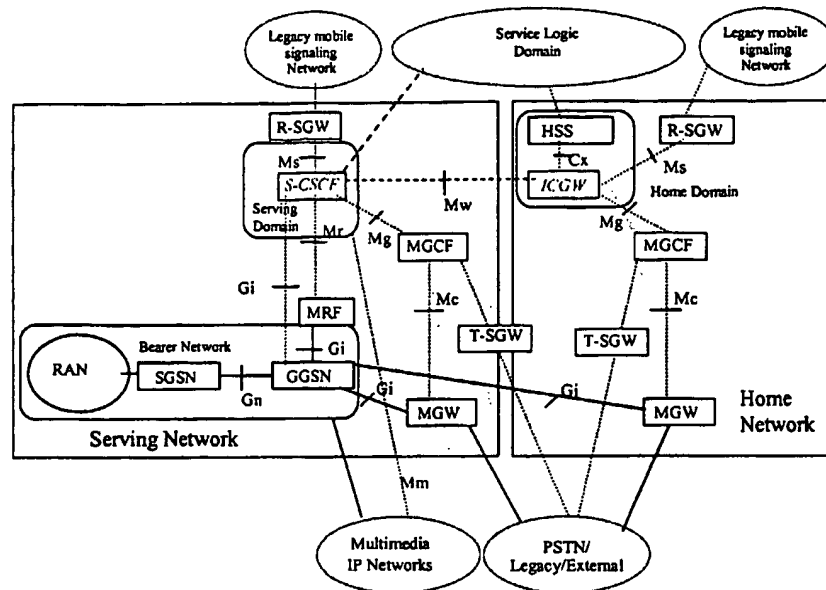 Legacy mobile
signaling
Network
Service Logic
Domain
Legacy mobile
signaling
Network
R-SGW
HSS
R-SGW
Ms
Cx
Ms
S-CSCF
ICGW
Mw
Home Domain
Serving
Domain
Mr
Mg
Mg
MGCF
MGCF
Gi
Mc
Mc
MRF
T-SGW
T-SGW
Bearer Network
RAN
Gi
SGSN
GGSN
Gn
Gi
Gi
MGW
MGW
Home
Network
Serving Network
Mm
Multimedia
IP Networks
PSTN/
Legacy/External